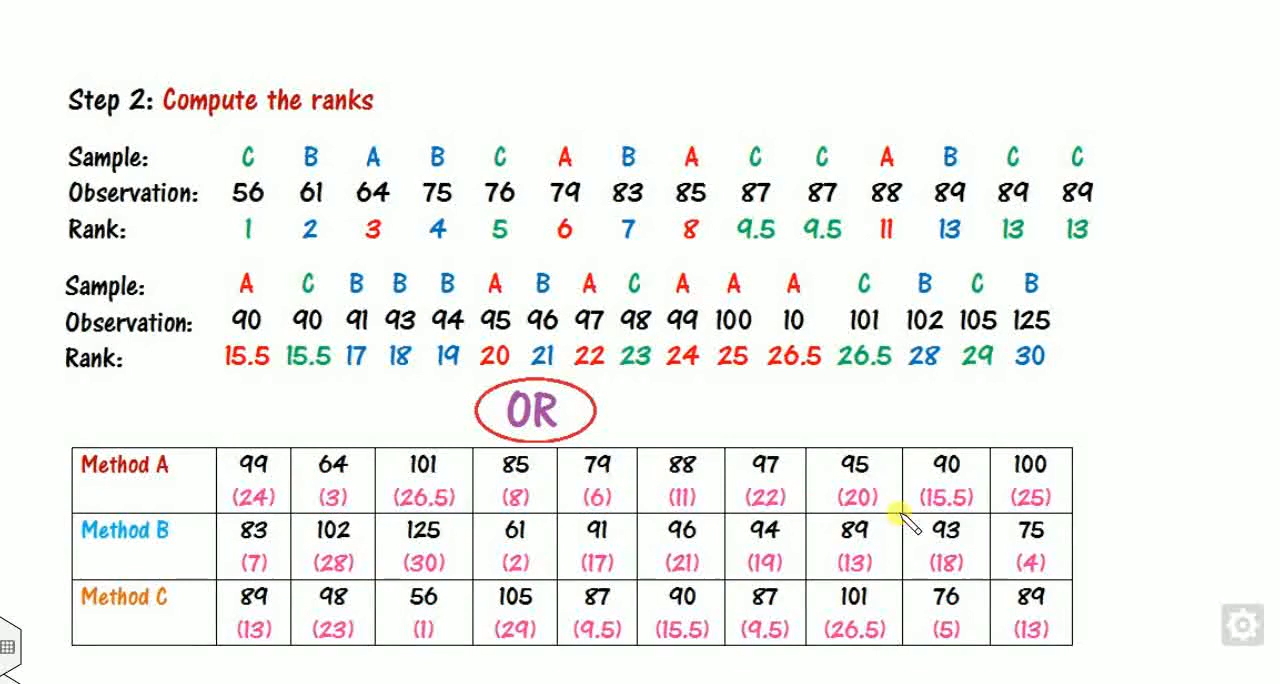 Step 2: Compute the ranks
Sample: C B A B C A B A C C A B C C
Observation: 56 61 64 75 76 79 83 85 87 87 88 89 89 89
Rank: 1 2 3 4 5 6 7 8 9.5 9.5 11 13 13 13
Sample: A C B B B A B A C A A A C B C B
Observation: 90 90 91 93 94 95 96 97 98 99 100 10 101 102 105 125
Rank: 15.5 15.5 17 18 19 20 21 22 23 24 25 26.5 26.5 28 29 30
OR
Method A 99 64 101 85 79 88 97 95 90 100
(24) (3) (26.5) (8) (6) (11) (22) (20) (15.5) (25)
Method B 83 102 125 61 91 96 94 89 93 75
(7) (28) (30) (2) (17) (21) (19) (13) (18) (4)
Method C 89 98 56 105 87 90 87 101 76 89
(13) (23) (1) (29) (9.5) (15.5) (9.5) (26.5) (5) (13)